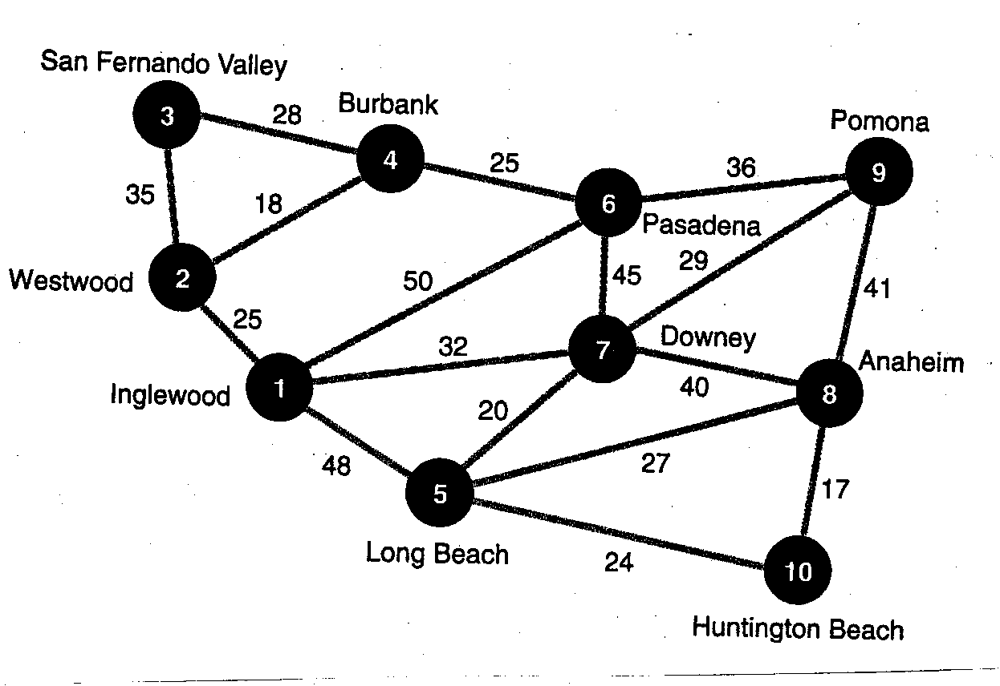 San Fernando Valley
Burbank
Pomona
3
28
4
25
36
9
35
18
6
Pasadena
Westwood
2
50
45
29
41
25
32
7
Downey
Anaheim
Inglewood
1
40
8
20
48
27
5
17
Long Beach
24
10
Huntington Beach